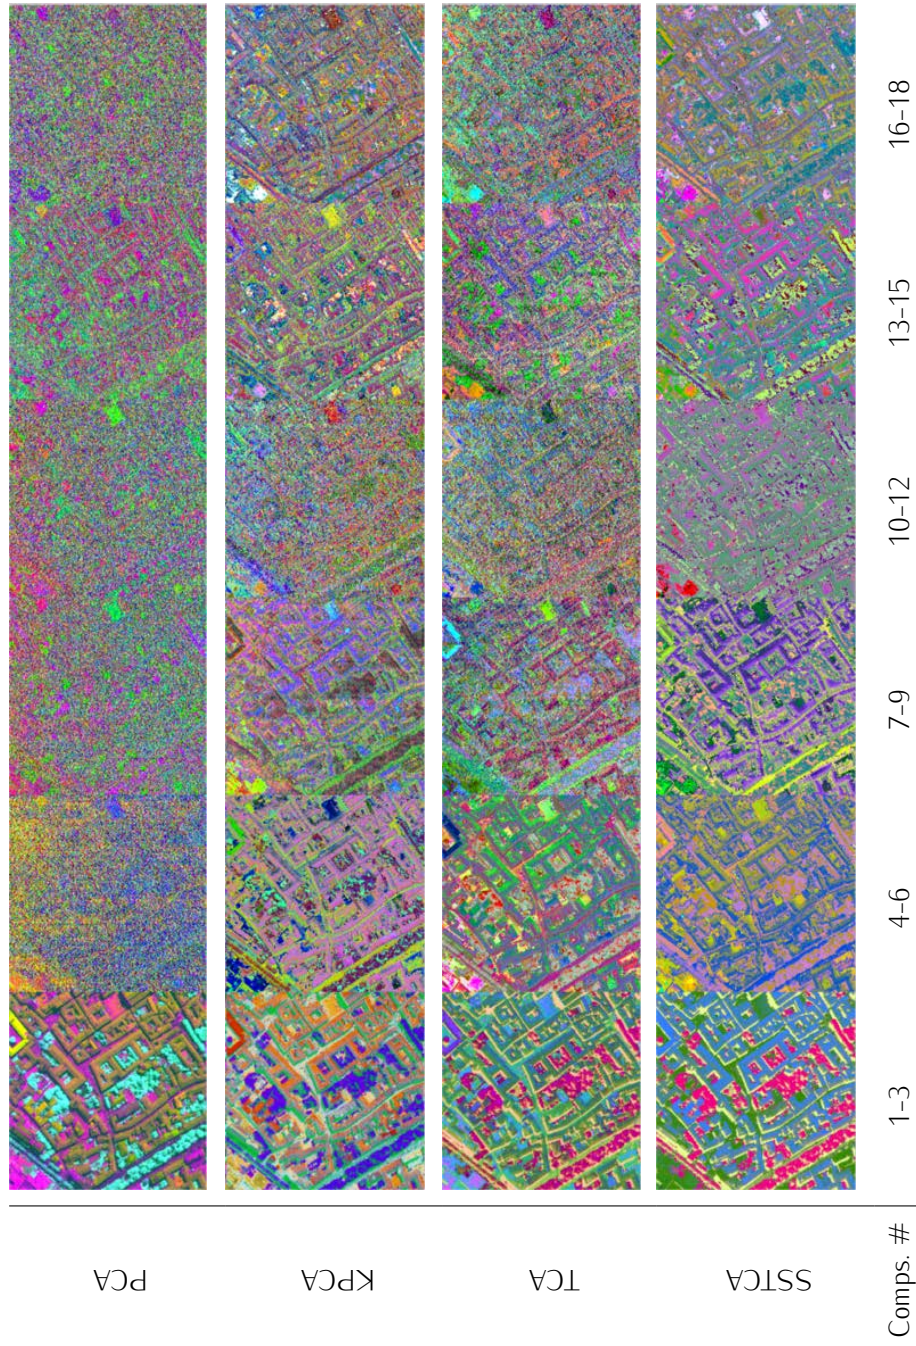 PCA
KPCA
TCA
SSTCA
Comps. #
1–3
4–6
7–9
10–12
13–15
16–18